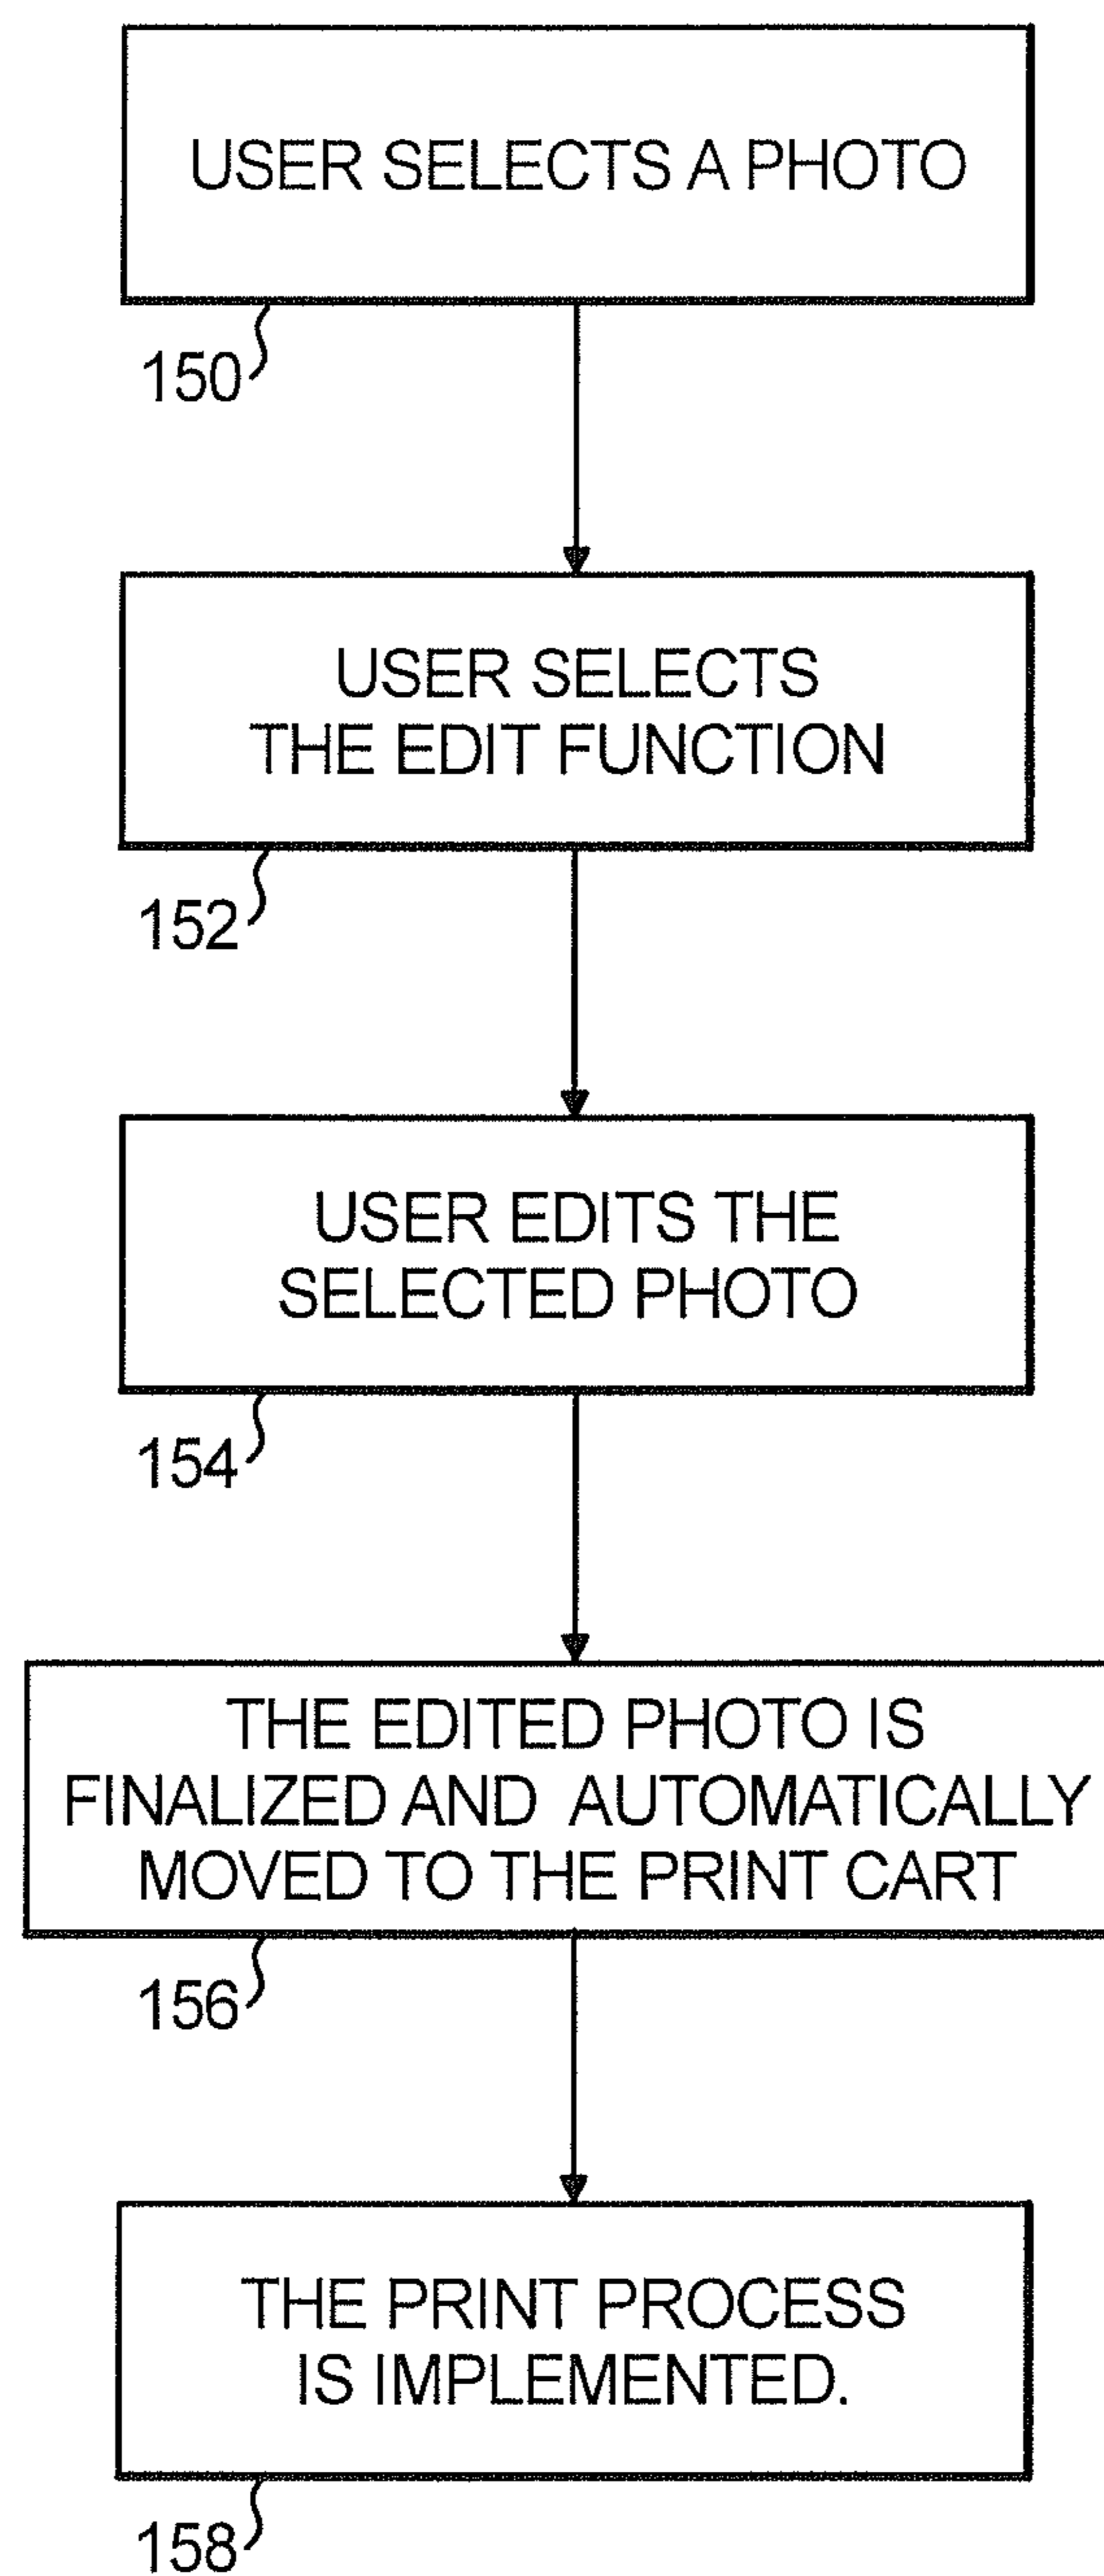 USER SELECTS A PHOTO
150
USER SELECTS
THE EDIT FUNCTION
152
USER EDITS THE
SELECTED PHOTO
154
THE EDITED PHOTO IS
FINALIZED AND AUTOMATICALLY
MOVED TO THE PRINT CART
156
THE PRINT PROCESS
IS IMPLEMENTED.
158